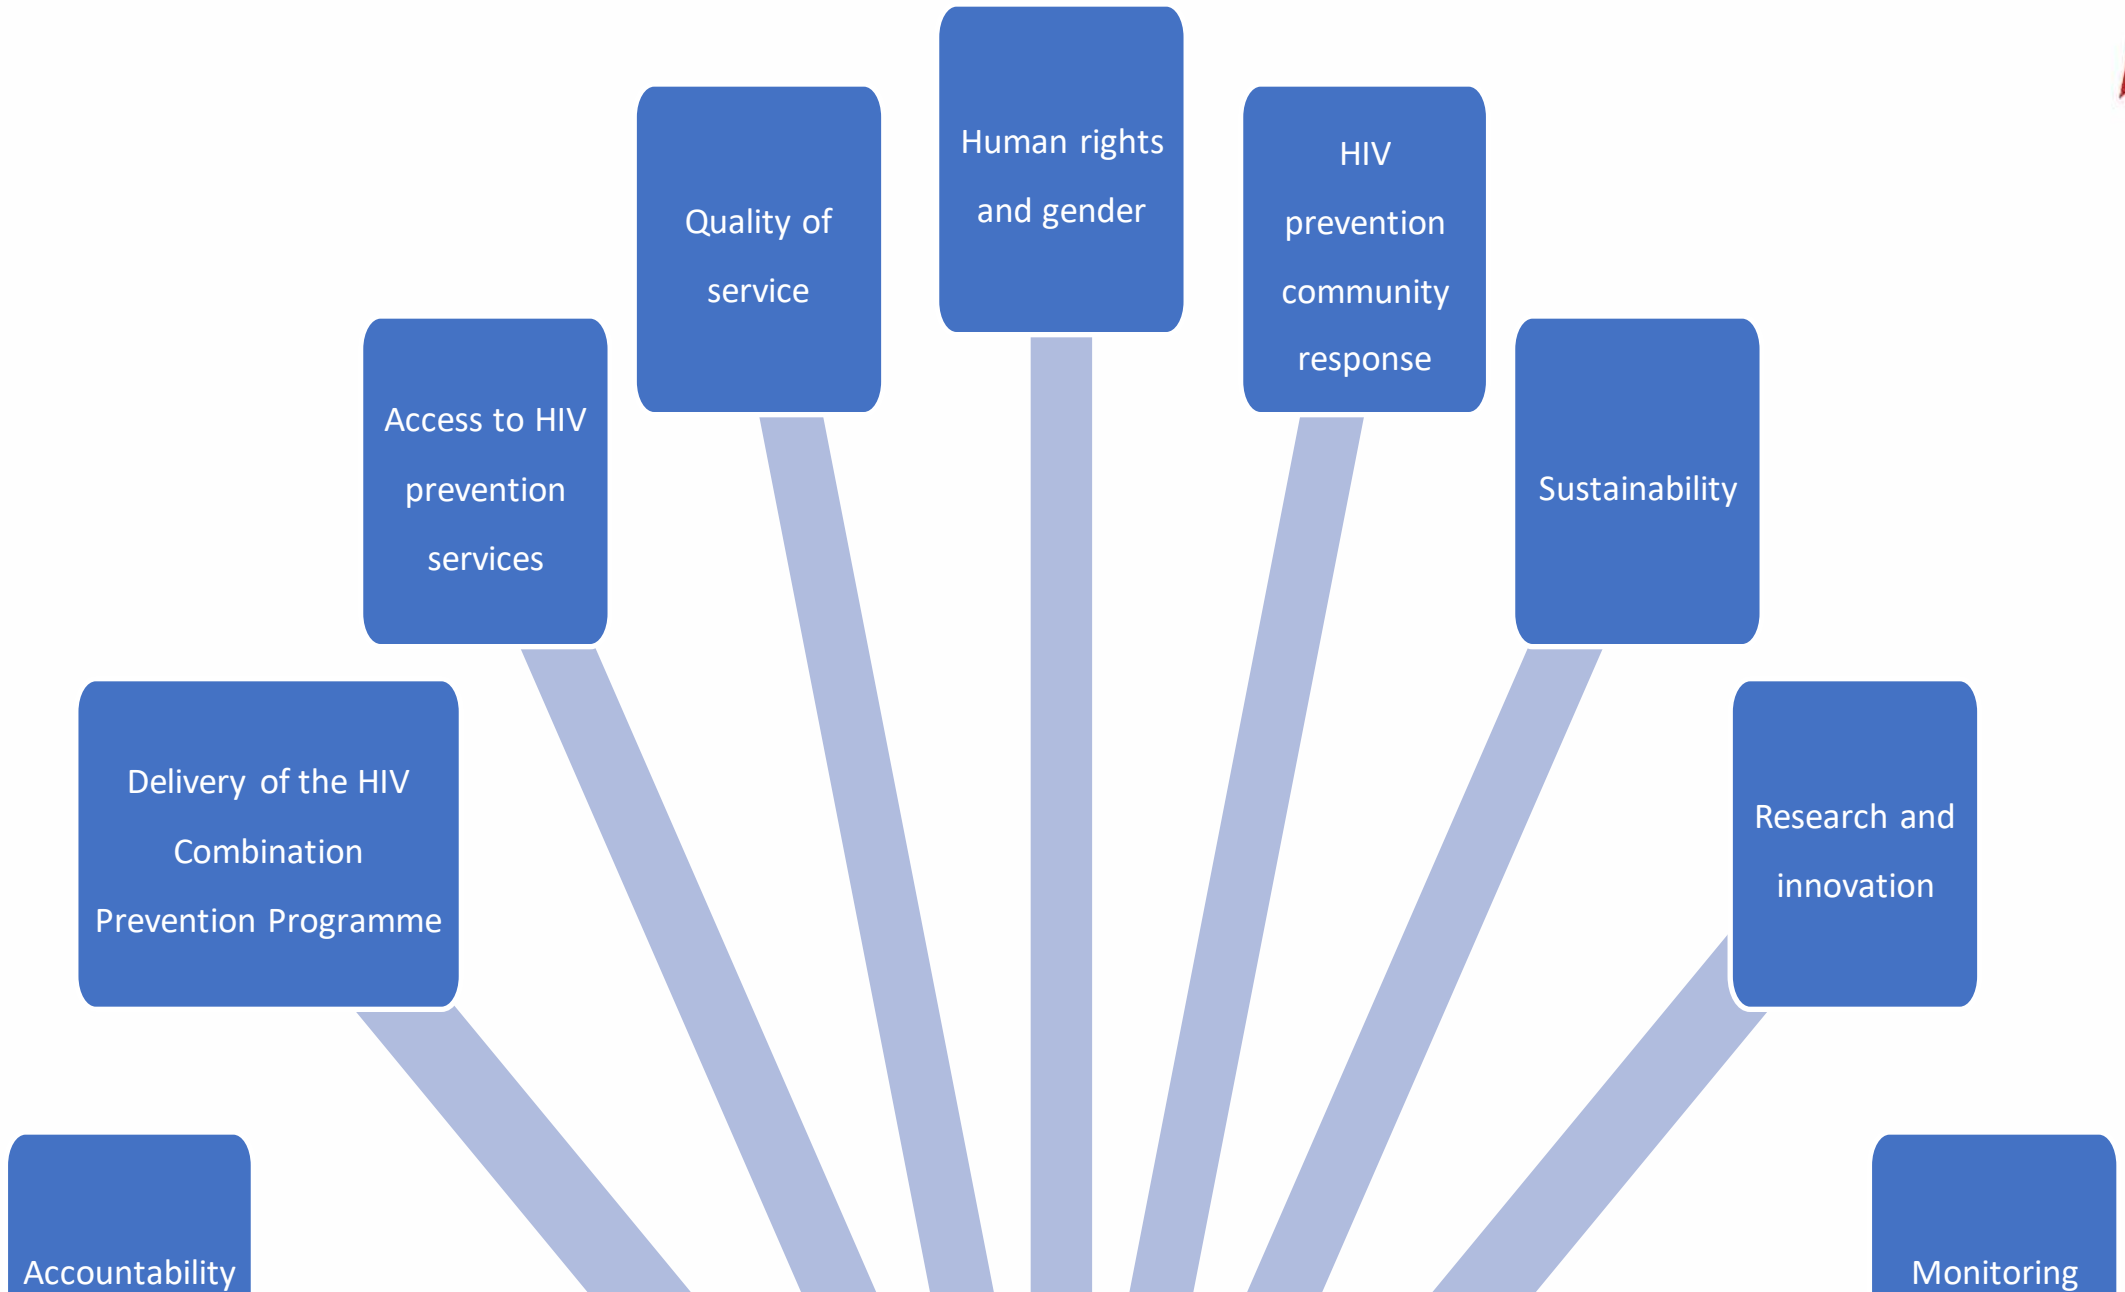 Human rights
and gender
Quality of
service
HIV
prevention
community
response
Access to HIV
prevention
services
Sustainability
Delivery of the HIV
Combination
Prevention Programme
Research and
innovation
Accountability
Monitoring